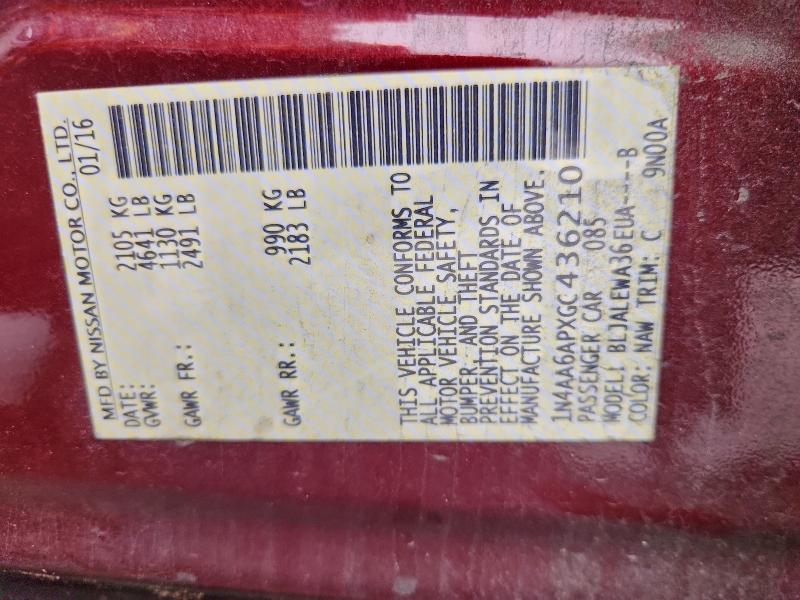 MFD BY NISSAN MOTOR CO., LTD.
DATE: 01/16
GVWR: 2105 KG
4641 LB
GAWR FR.: 1130 KG
2491 LB
GAWR RR.: 990 KG
2183 LB
THIS VEHICLE CONFORMS TO
ALL APPLICABLE FEDERAL
MOTOR VEHICLE SAFETY,
BUMPER, AND THEFT
PREVENTION STANDARDS IN
EFFECT ON THE DATE OF
MANUFACTURE SHOWN ABOVE.
1N4AA6APXGC436210
PASSENGER CAR 085
MODEL: BLJALEWA36EUA----B
COLOR: NAW TRIM: C 9N00A